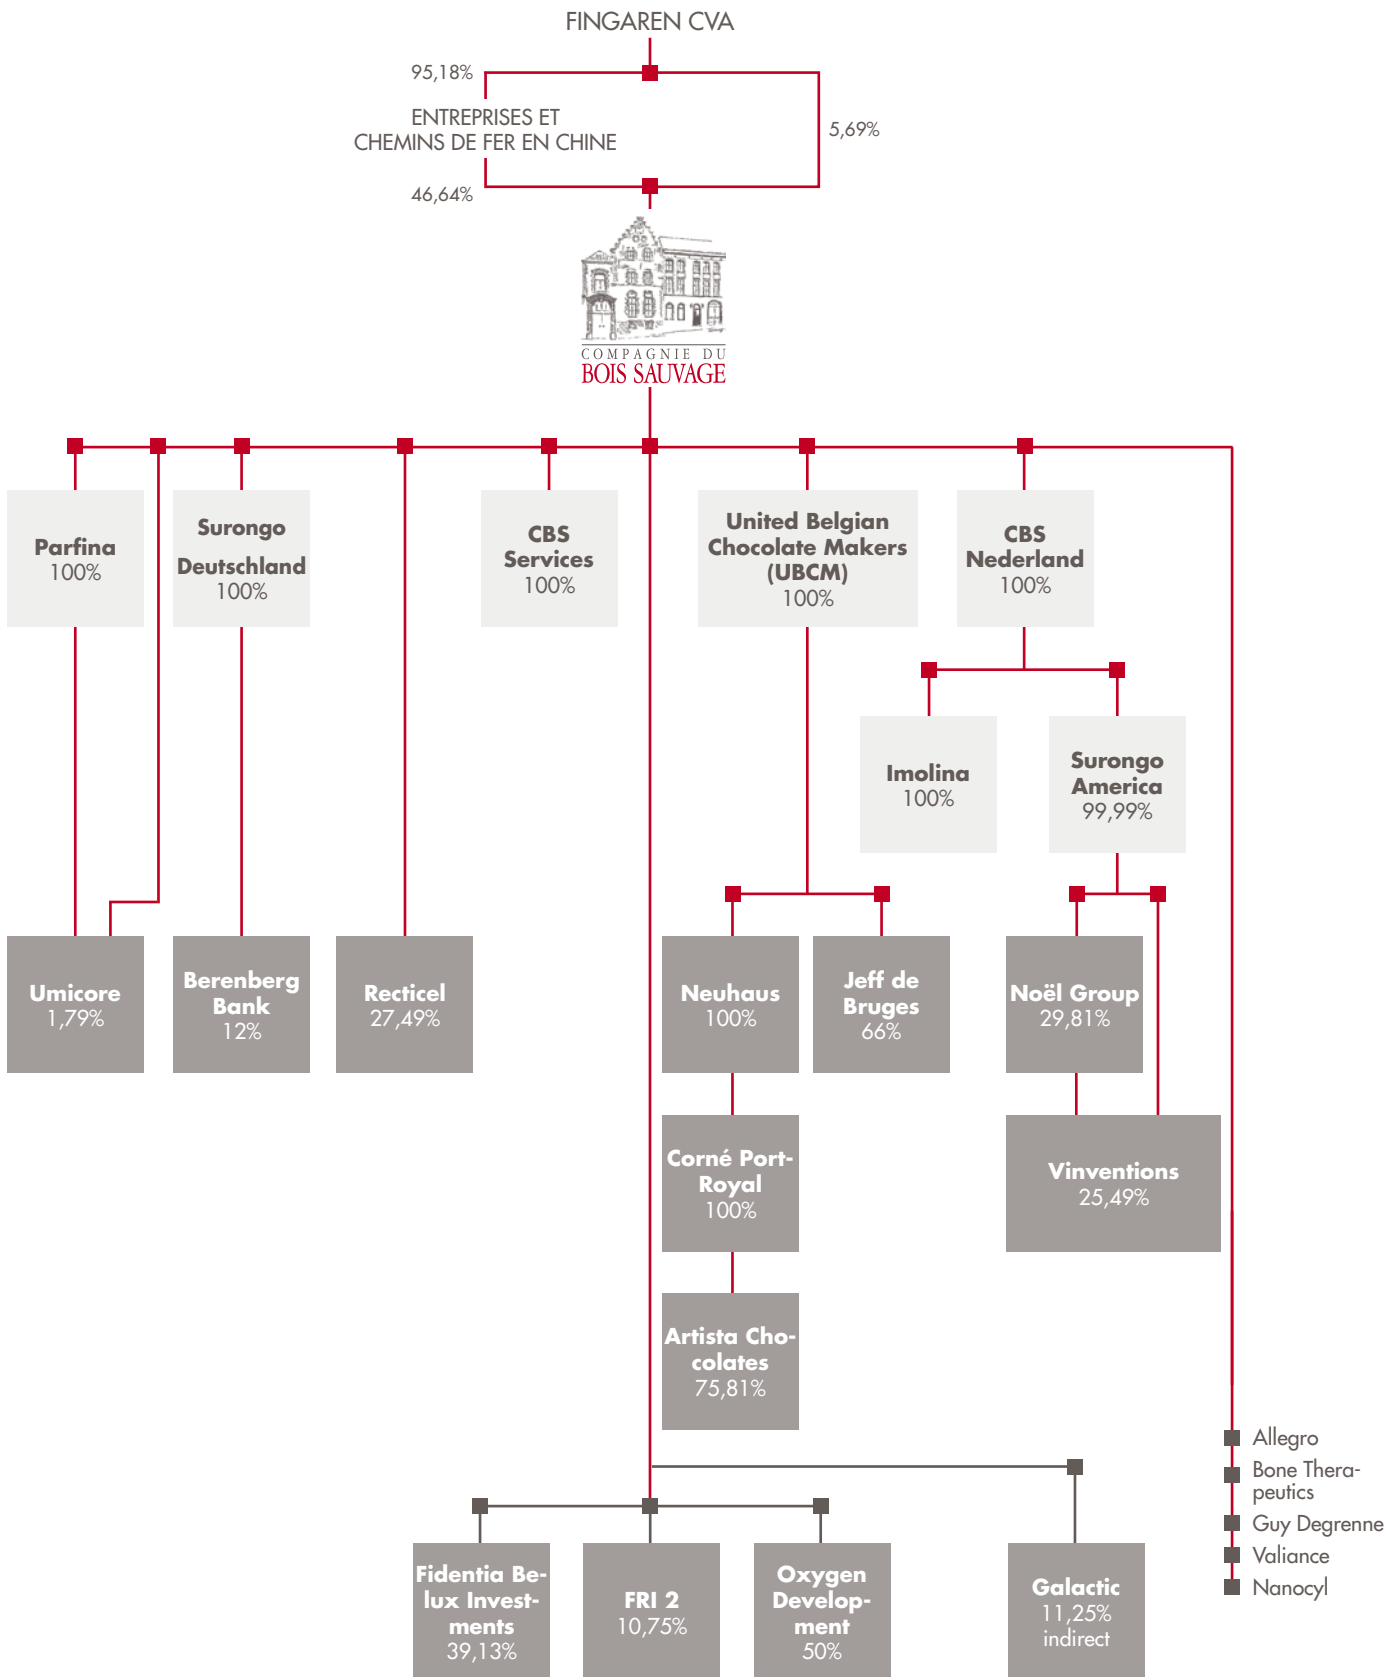 FINGAREN CVA
95,18%
ENTREPRISES ET
CHEMINS DE FER EN CHINE
5,69%
46,64%
COMPAGNIE DU
BOIS SAUVAGE
Parfina
100%
Surongo
Deutschland
100%
CBS
Services
100%
United Belgian
Chocolate Makers
(UBCM)
100%
CBS
Nederland
100%
Imolina
100%
Surongo
America
99,99%
Umicore
1,79%
Berenberg
Bank
12%
Recticel
27,49%
Neuhaus
100%
Jeff de
Bruges
66%
Noël Group
29,81%
Corné Port-
Royal
100%
Vinventions
25,49%
Artista Cho-
colates
75,81%
Allegro
Bone Thera-
peutics
Guy Degrenne
Valiance
Nanocyl
Fidentia Be-
lux Invest-
ments
39,13%
FRI 2
10,75%
Oxygen
Develop-
ment
50%
Galactic
11,25%
indirect